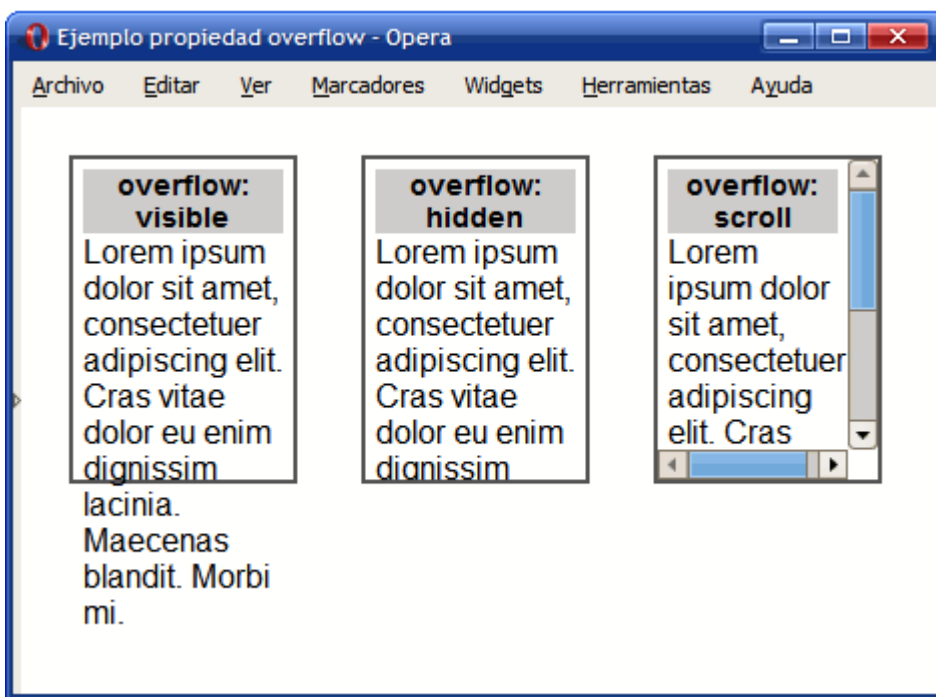 Ejemplo propiedad overflow - Opera
Archivo Editar Ver Marcadores Widgets Herramientas Ayuda
overflow:
visible
Lorem ipsum
dolor sit amet,
consectetuer
adipiscing elit.
Cras vitae
dolor eu enim
dignissim
lacinia.
Maecenas
blandit. Morbi
mi.
overflow:
hidden
Lorem ipsum
dolor sit amet,
consectetuer
adipiscing elit.
Cras vitae
dolor eu enim
dignissim
overflow:
scroll
Lorem
ipsum dolor
sit amet,
consectetuer
adipiscing
elit. Cras